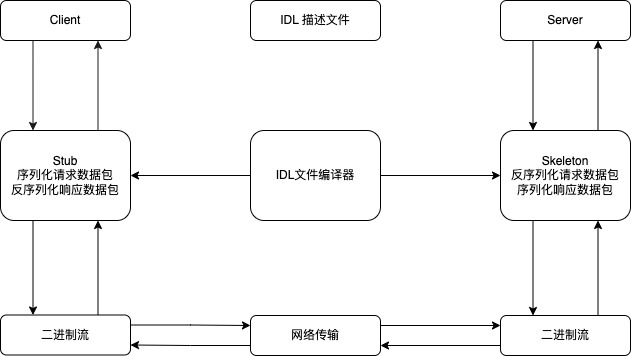 Client
IDL 描述文件
Server
Stub
序列化请求数据包
反序列化响应数据包
IDL文件编译器
Skeleton
反序列化请求数据包
序列化响应数据包
二进制流
网络传输
二进制流